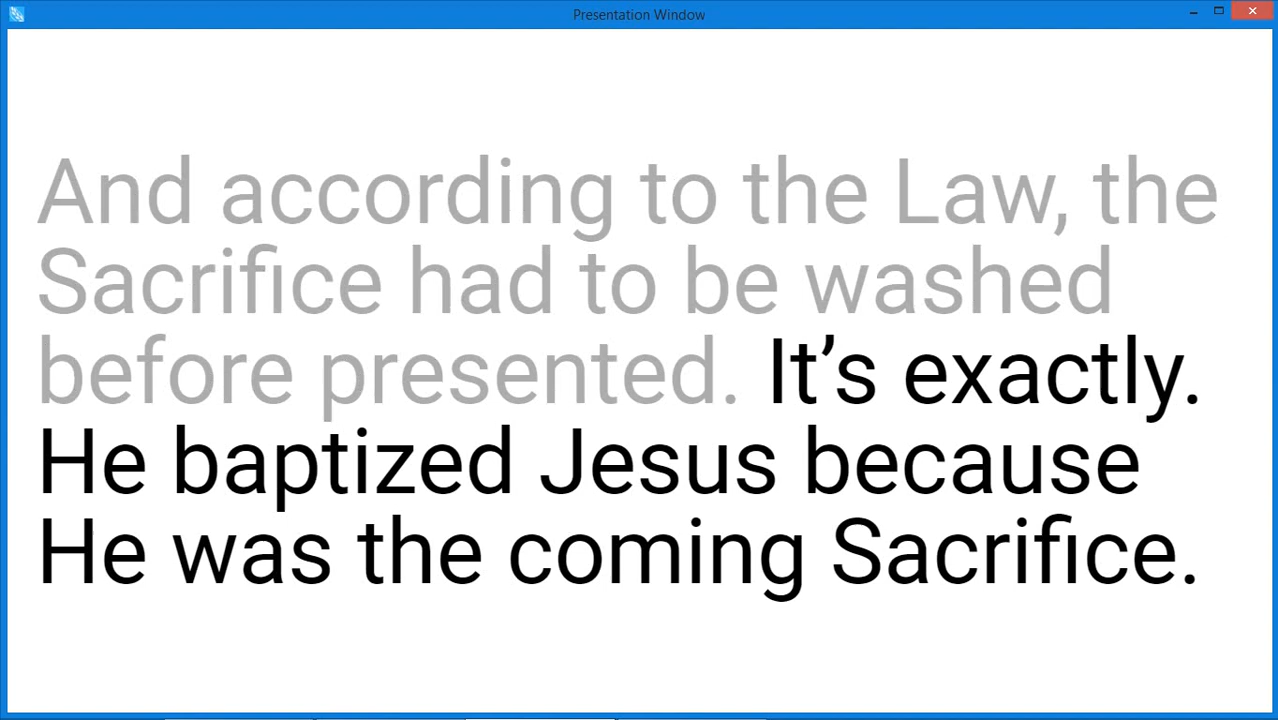 Presentation Window
And according to the Law, the
Sacrifice had to be washed
before presented. It’s exactly.
He baptized Jesus because
He was the coming Sacrifice.